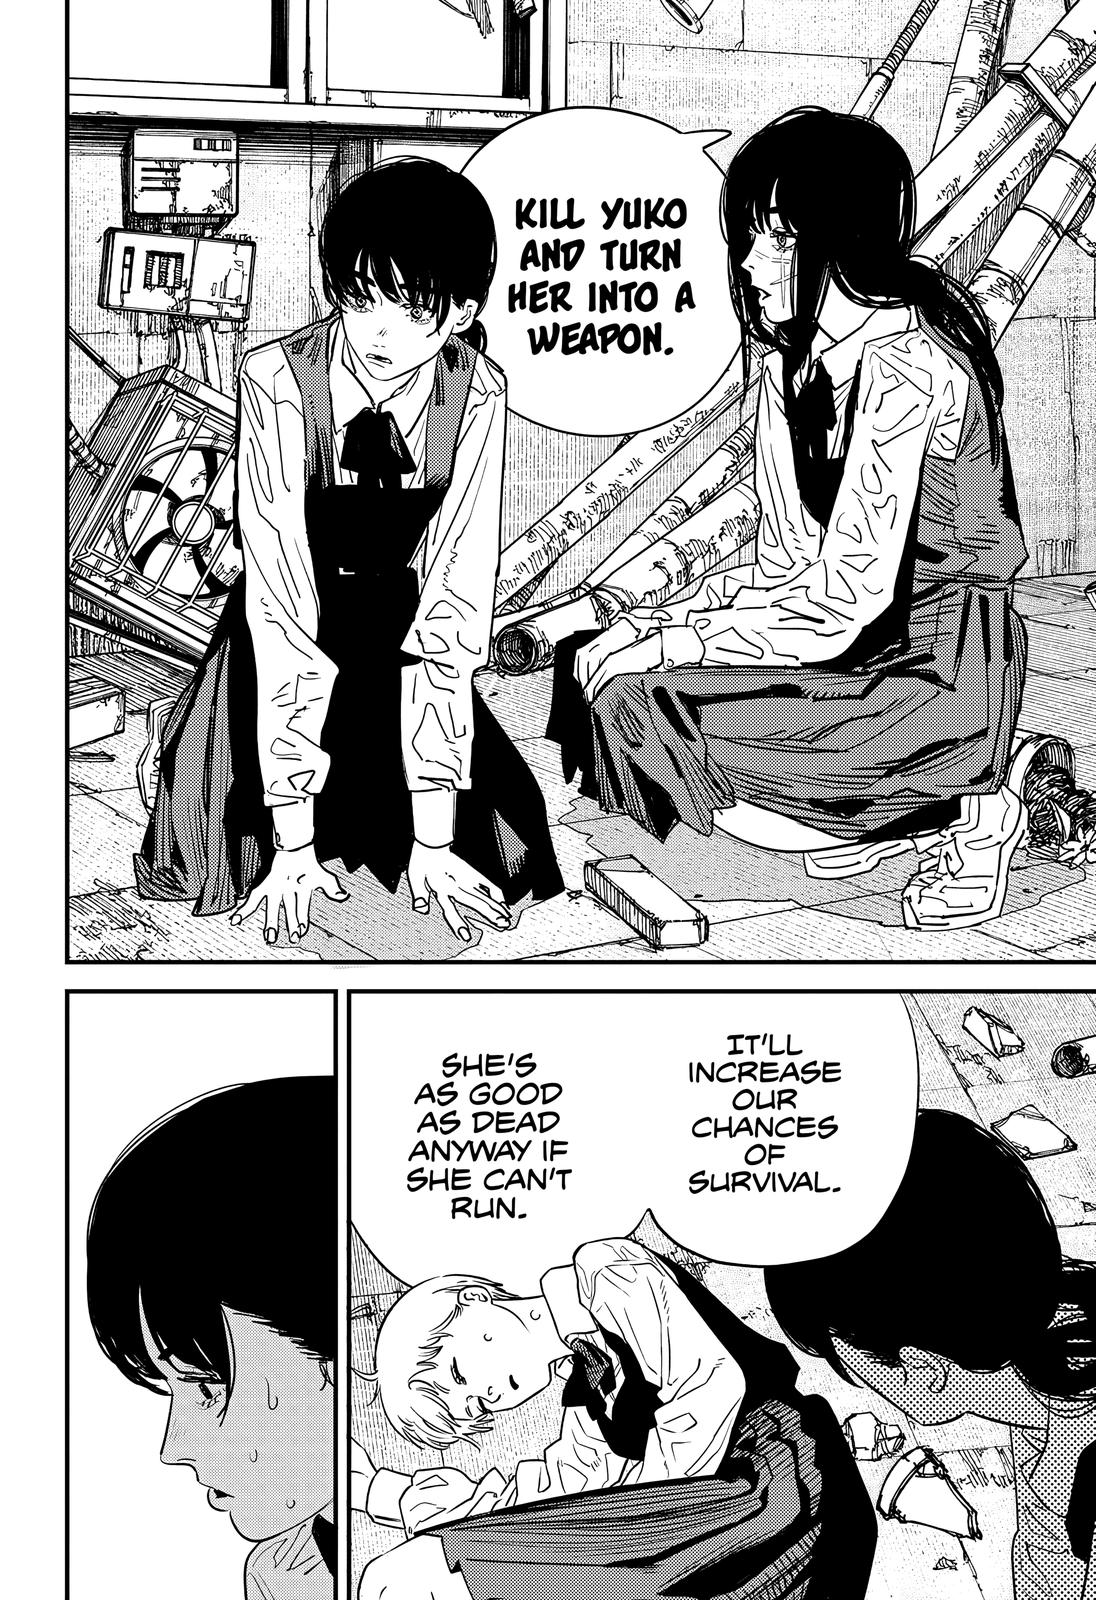 KILL YUKO
AND TURN
HER INTO A
WEAPON.
IT'LL
INCREASE
OUR
CHANCES
OF
SURVIVAL.
SHE'S
AS GOOD
AS DEAD
ANYWAY IF
SHE CAN'T
RUN.